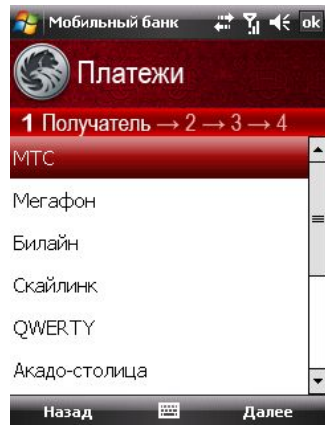 Мобильный банк ok
Платежи
1 Получатель → 2 → 3 → 4
МТС
Мегафон
Билайн
Скайлинк
QWERTY
Акадо-столица
Назад Далее